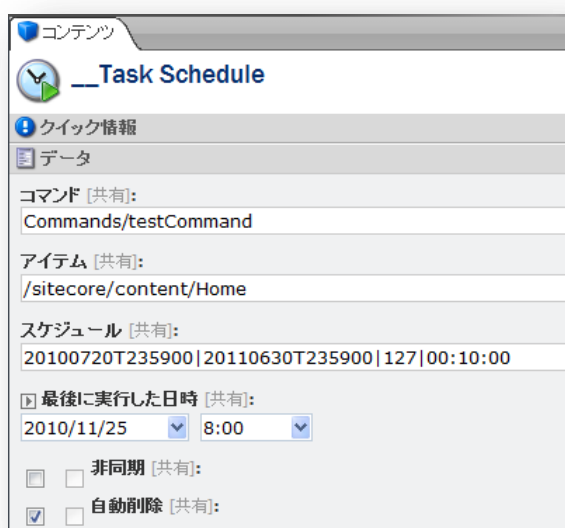 コンテンツ
__Task Schedule
クイック情報
データ
コマンド [共有]:
Commands/testCommand
アイテム [共有]:
/sitecore/content/Home
スケジュール [共有]:
20100720T235900|20110630T235900|127|00:10:00
最後に実行した日時 [共有]:
2010/11/25 8:00
非同期 [共有]:
自動削除 [共有]: